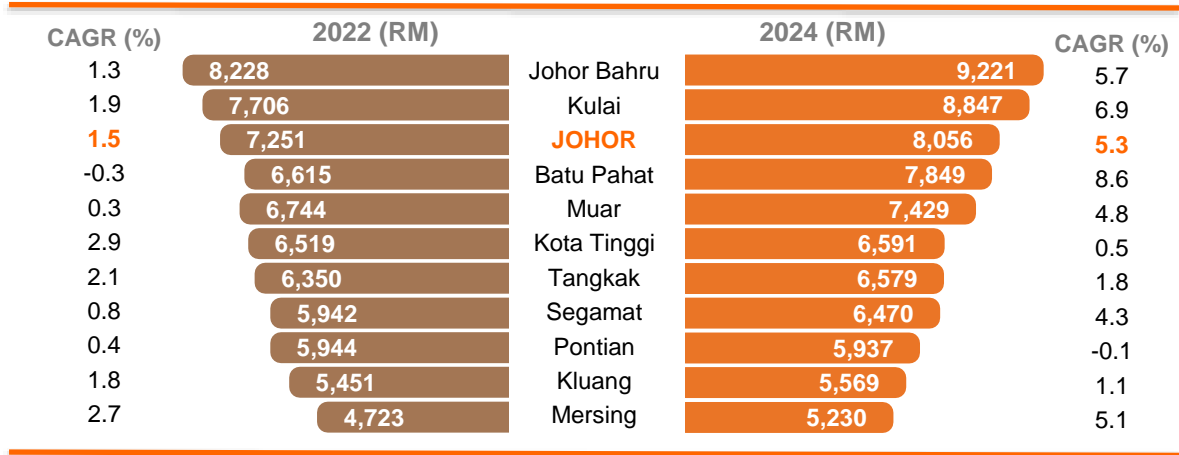 CAGR (%) 2022 (RM) 2024 (RM) CAGR (%)
1.3 8,228 Johor Bahru 9,221 5.7
1.9 7,706 Kulai 8,847 6.9
1.5 7,251 JOHOR 8,056 5.3
-0.3 6,615 Batu Pahat 7,849 8.6
0.3 6,744 Muar 7,429 4.8
2.9 6,519 Kota Tinggi 6,591 0.5
2.1 6,350 Tangkak 6,579 1.8
0.8 5,942 Segamat 6,470 4.3
0.4 5,944 Pontian 5,937 -0.1
1.8 5,451 Kluang 5,569 1.1
2.7 4,723 Mersing 5,230 5.1